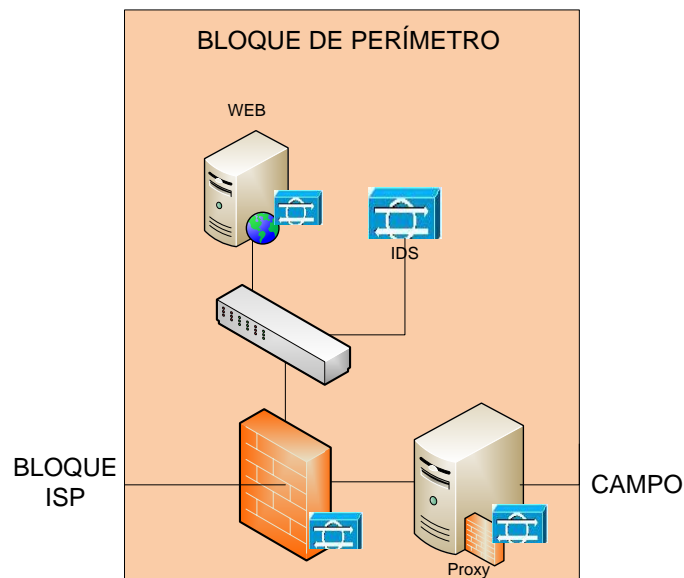 BLOQUE DE PERÍMETRO
WEB
IDS
BLOQUE
ISP
CAMPO
Proxy